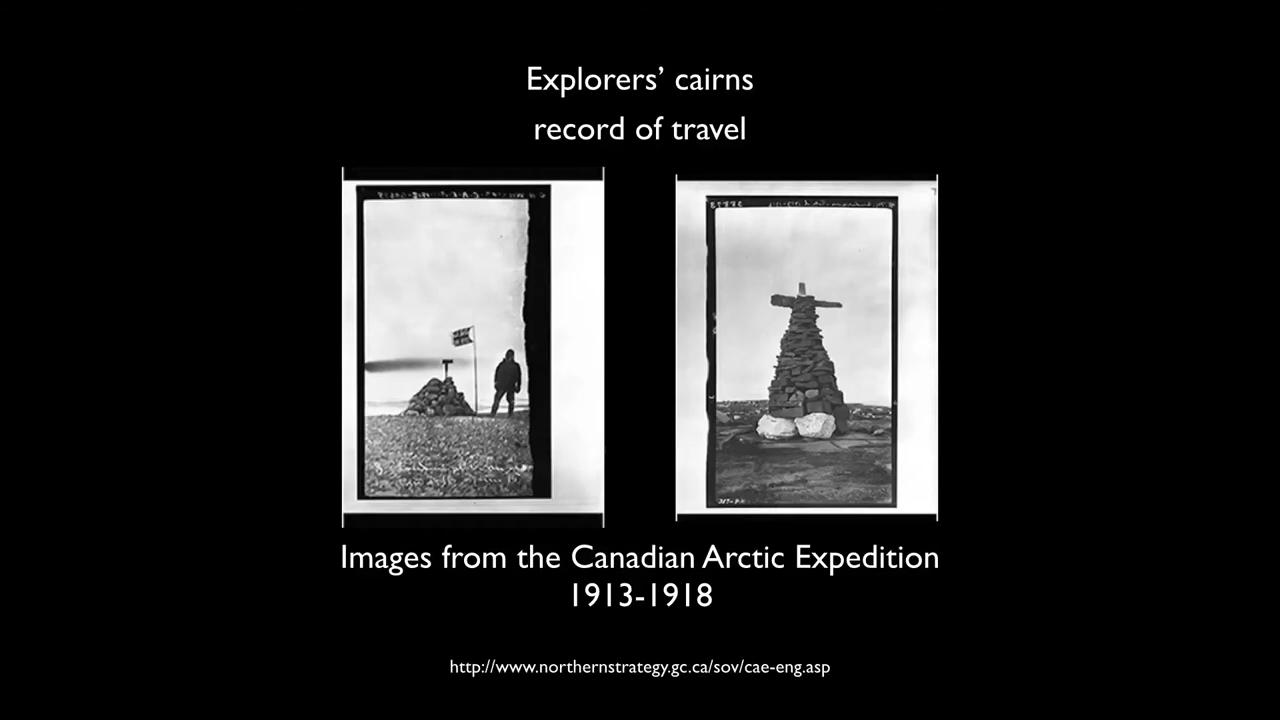 Explorers’ cairns
record of travel
Images from the Canadian Arctic Expedition
1913-1918
http://www.northernstrategy.gc.ca/sov/cae-eng.asp